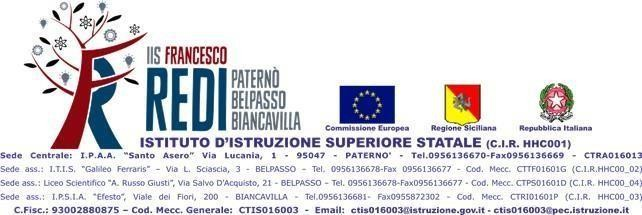 IIS FRANCESCO
REDI
PATERNÒ
BELPASSO
BIANCAVILLA
Commissione Europea
Regione Siciliana
Repubblica Italiana
ISTITUTO D'ISTRUZIONE SUPERIORE STATALE (C.I.R. HHC001)
Sede Centrale: I.P.A.A. "Santo Asero" Via Lucania, 1 - 95047 - PATERNO' - Tel.0956136670-Fax0956136669 - CTRA016013
Sede ass.: I.T.I.S. "Galileo Ferraris" – Via L. Sciascia, 3 - BELPASSO – Tel. 0956136678-Fax 0956136677 - Cod. Mecc. CTTF01601G (C.I.R. HHC00_02)
Sede ass.: Liceo Scientifico "A. Russo Giusti", Via Salvo D'Acquisto, 21 - BELPASSO – Tel. 0956136678-Fax 0956136677 - Cod. Mecc. CTPS01601D (C.I.R. HHC00_04)
Sede ass.: I.P.S.I.A. "Efesto", Viale dei Fiori, 200 - BIANCAVILLA - Tel.0956136681- Fax0955872302 - Cod. Mecc. CTRI01601P (C.I.R. HHC00_01)
C.Fisc.: 93002880875 – Cod. Mecc. Generale: CTIS016003 - Email: ctis016003@istruzione.gov.it - ctis016003@pec.istruzione.it